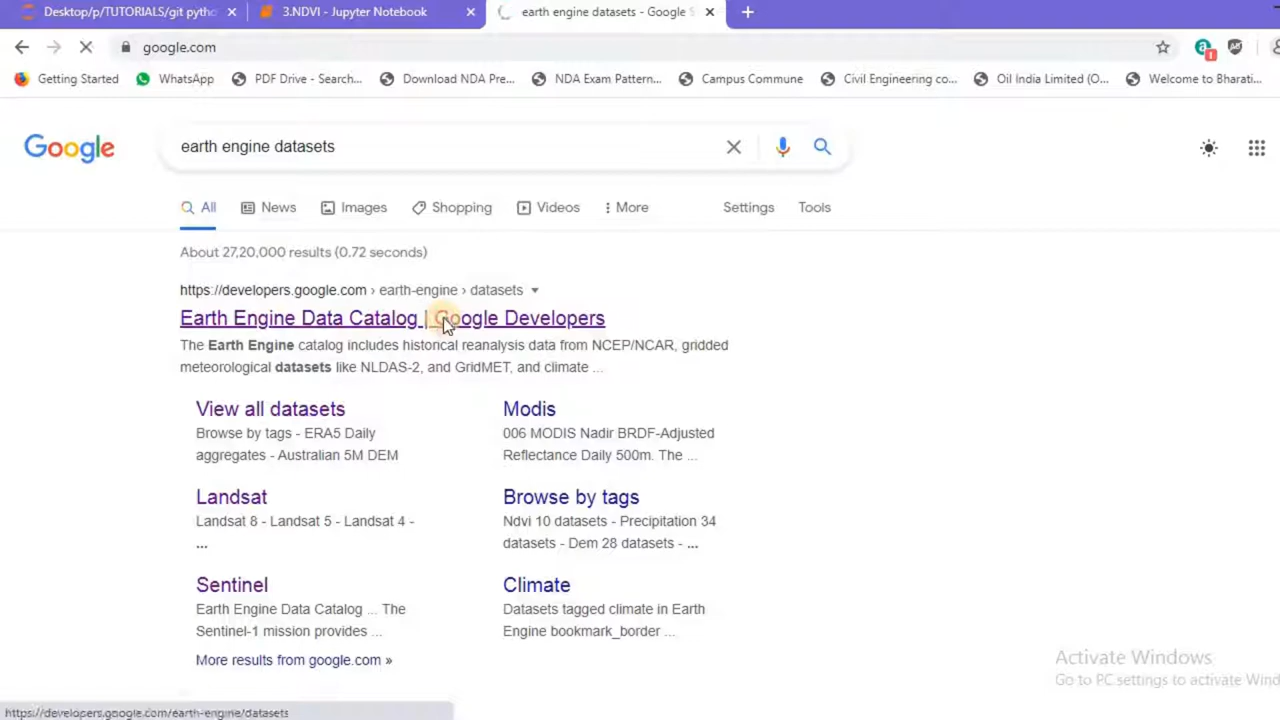 Desktop/p/TUTORIALS/git pytho
3.NDVI - Jupyter Notebook
earth engine datasets - Google S
google.com
Getting Started
WhatsApp
PDF Drive - Search...
Download NDA Pre...
NDA Exam Pattern...
Campus Commune
Civil Engineering co...
Oil India Limited (O...
Welcome to Bharati...
Google
earth engine datasets
All
News
Images
Shopping
Videos
More
Settings
Tools
About 27,20,000 results (0.72 seconds)
https://developers.google.com › earth-engine › datasets
Earth Engine Data Catalog | Google Developers
The Earth Engine catalog includes historical reanalysis data from NCEP/NCAR, gridded
meteorological datasets like NLDAS-2, and GridMET, and climate ...
View all datasets
Browse by tags - ERA5 Daily
aggregates - Australian 5M DEM
Modis
006 MODIS Nadir BRDF-Adjusted
Reflectance Daily 500m. The ...
Landsat
Landsat 8 - Landsat 5 - Landsat 4 -
...
Browse by tags
Ndvi 10 datasets - Precipitation 34
datasets - Dem 28 datasets - ...
Sentinel
Earth Engine Data Catalog ... The
Sentinel-1 mission provides ...
Climate
Datasets tagged climate in Earth
Engine bookmark_border ...
More results from google.com »
Activate Windows
Go to PC settings to activate Wind
https://developers.google.com/earth-engine/datasets